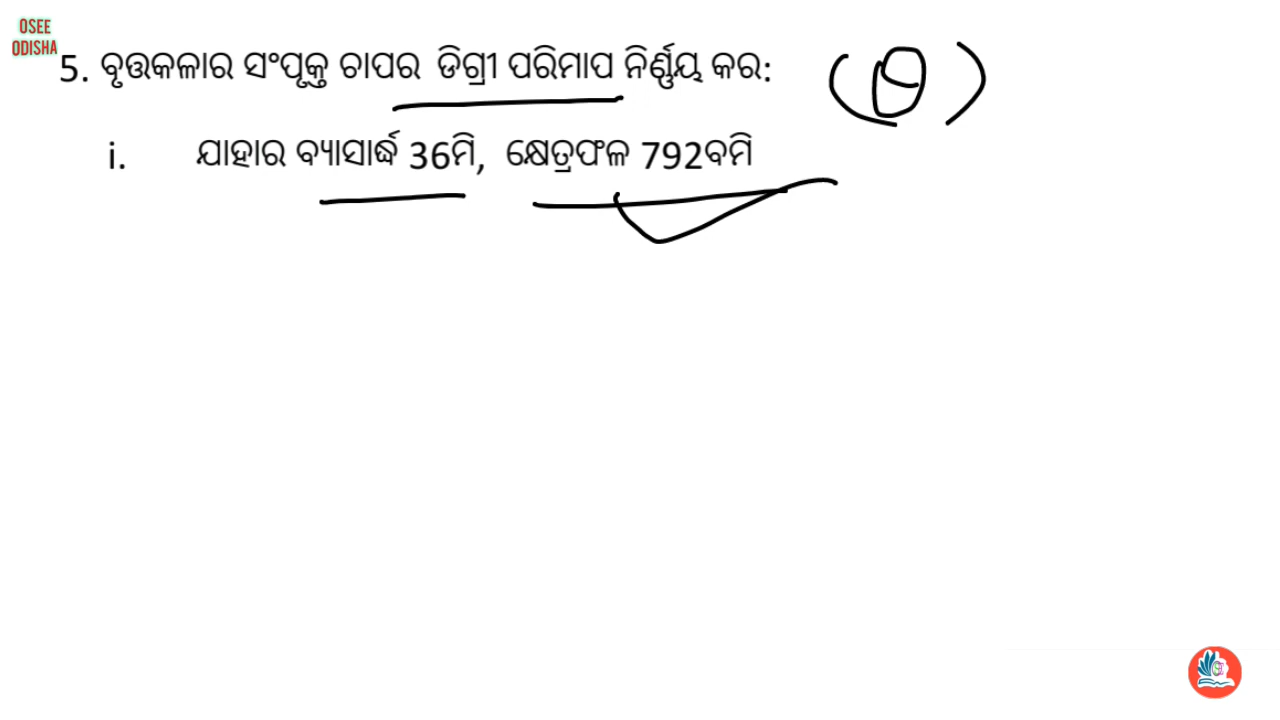 OSEE
ODISHA
5. ବୃତ୍ତକଳାର ସଂପୃକ୍ତ ଚାପର ଡିଗ୍ରୀ ପରିମାପ ନିର୍ଣ୍ଣୟ କର: (θ)
i. ଯାହାର ବ୍ୟାସାର୍ଦ୍ଧ 36ମି, କ୍ଷେତ୍ରଫଳ 792ବମି